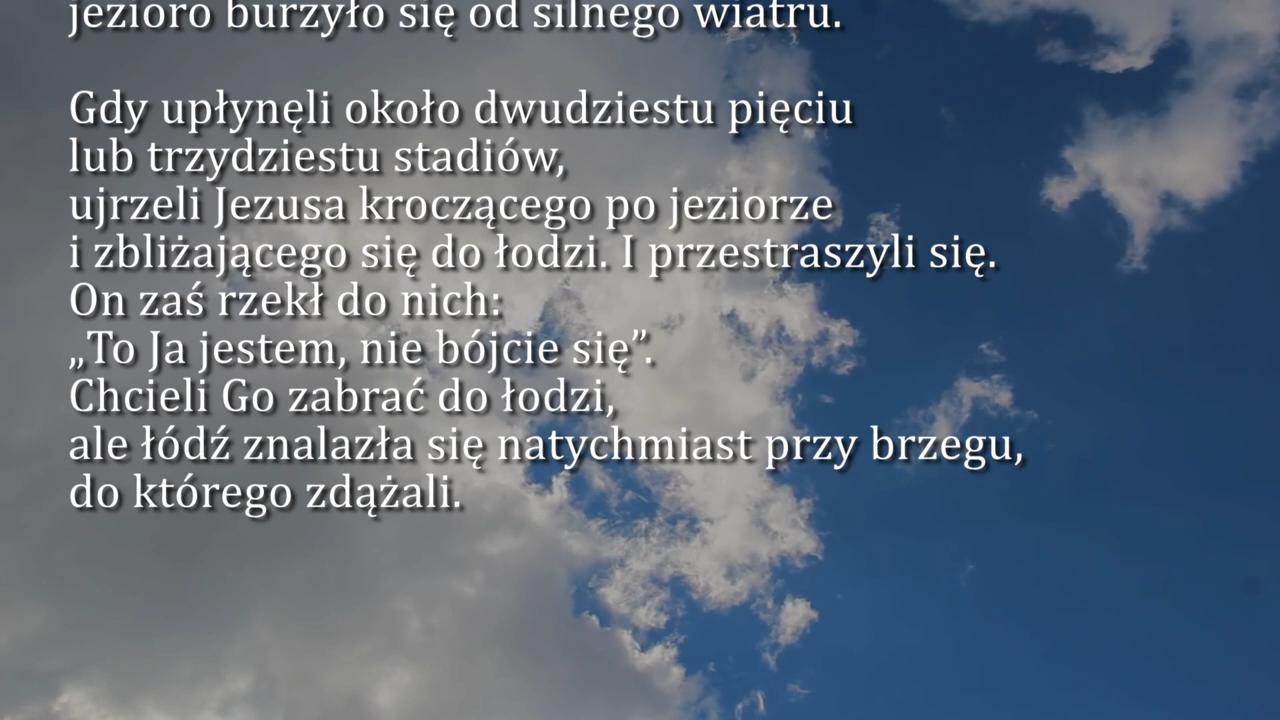 jezioro burzyło się od silnego wiatru.
Gdy upłynęli około dwudziestu pięciu
lub trzydziestu stadiów,
ujrzeli Jezusa kroczącego po jeziorze
i zbliżającego się do łodzi. I przestraszyli się.
On zaś rzekł do nich:
„To Ja jestem, nie bójcie się”.
Chcieli Go zabrać do łodzi,
ale łódź znalazła się natychmiast przy brzegu,
do którego zdążali.